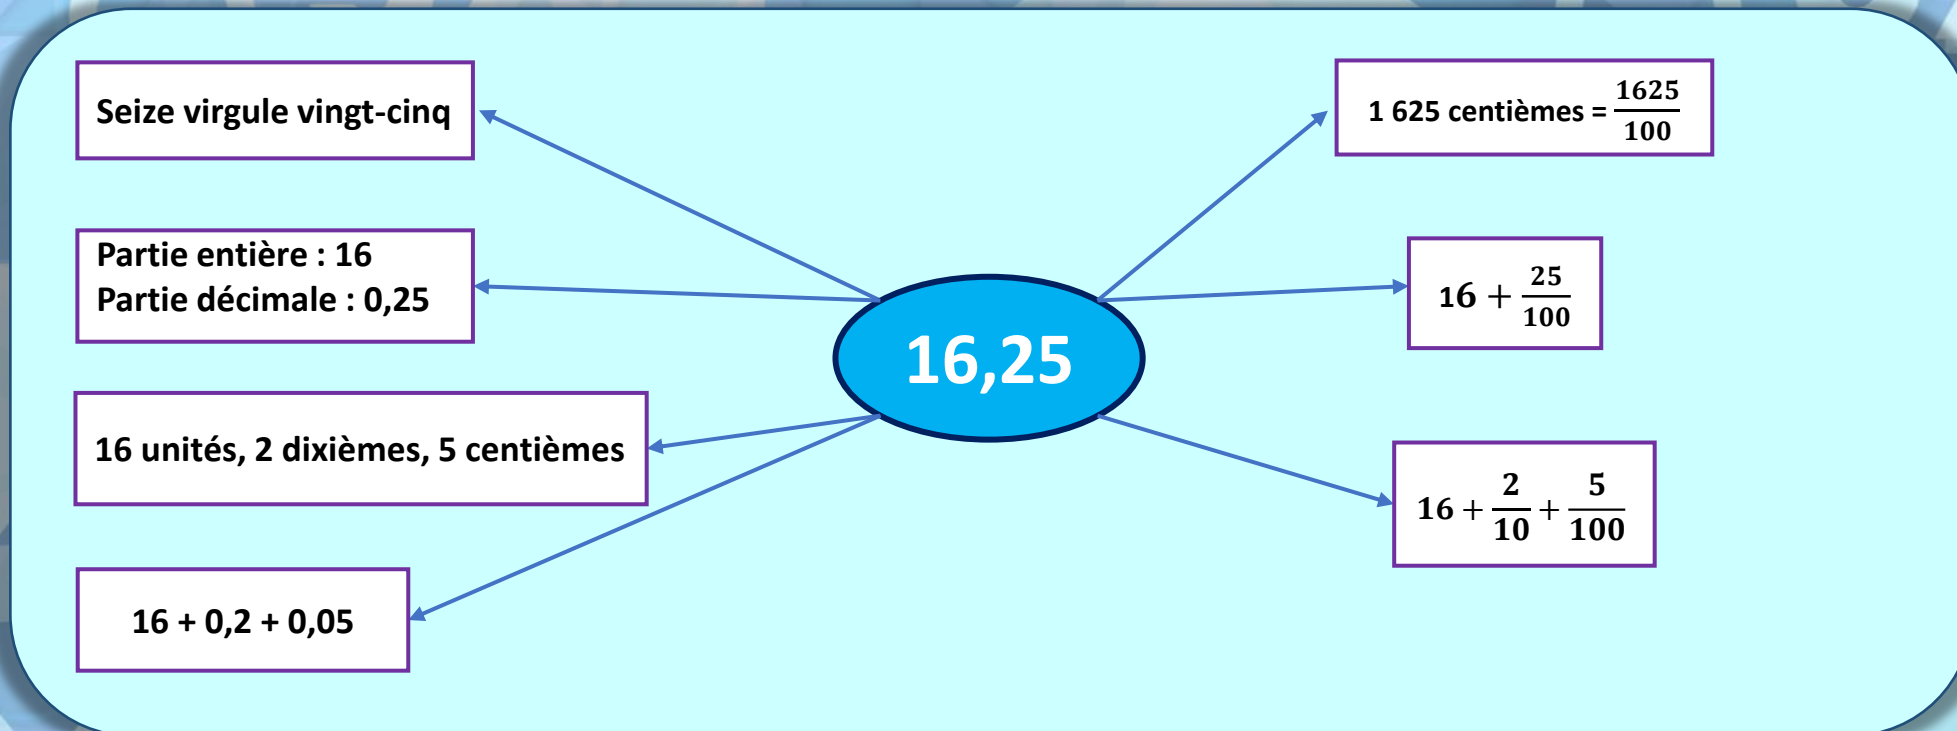 Seize virgule vingt-cinq
Partie entière : 16
Partie décimale : 0,25
16 unités, 2 dixièmes, 5 centièmes
16 + 0,2 + 0,05
16,25
1 625 centièmes = 1625/100
16 + 25/100
16 + 2/10 + 5/100